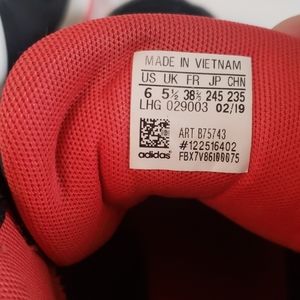 MADE IN VIETNAM
US UK FR JP CHN
6 5½ 38⅔ 245 235
LHG 029003 02/19
ART B75743
#122516402
adidas FBX7V86100075